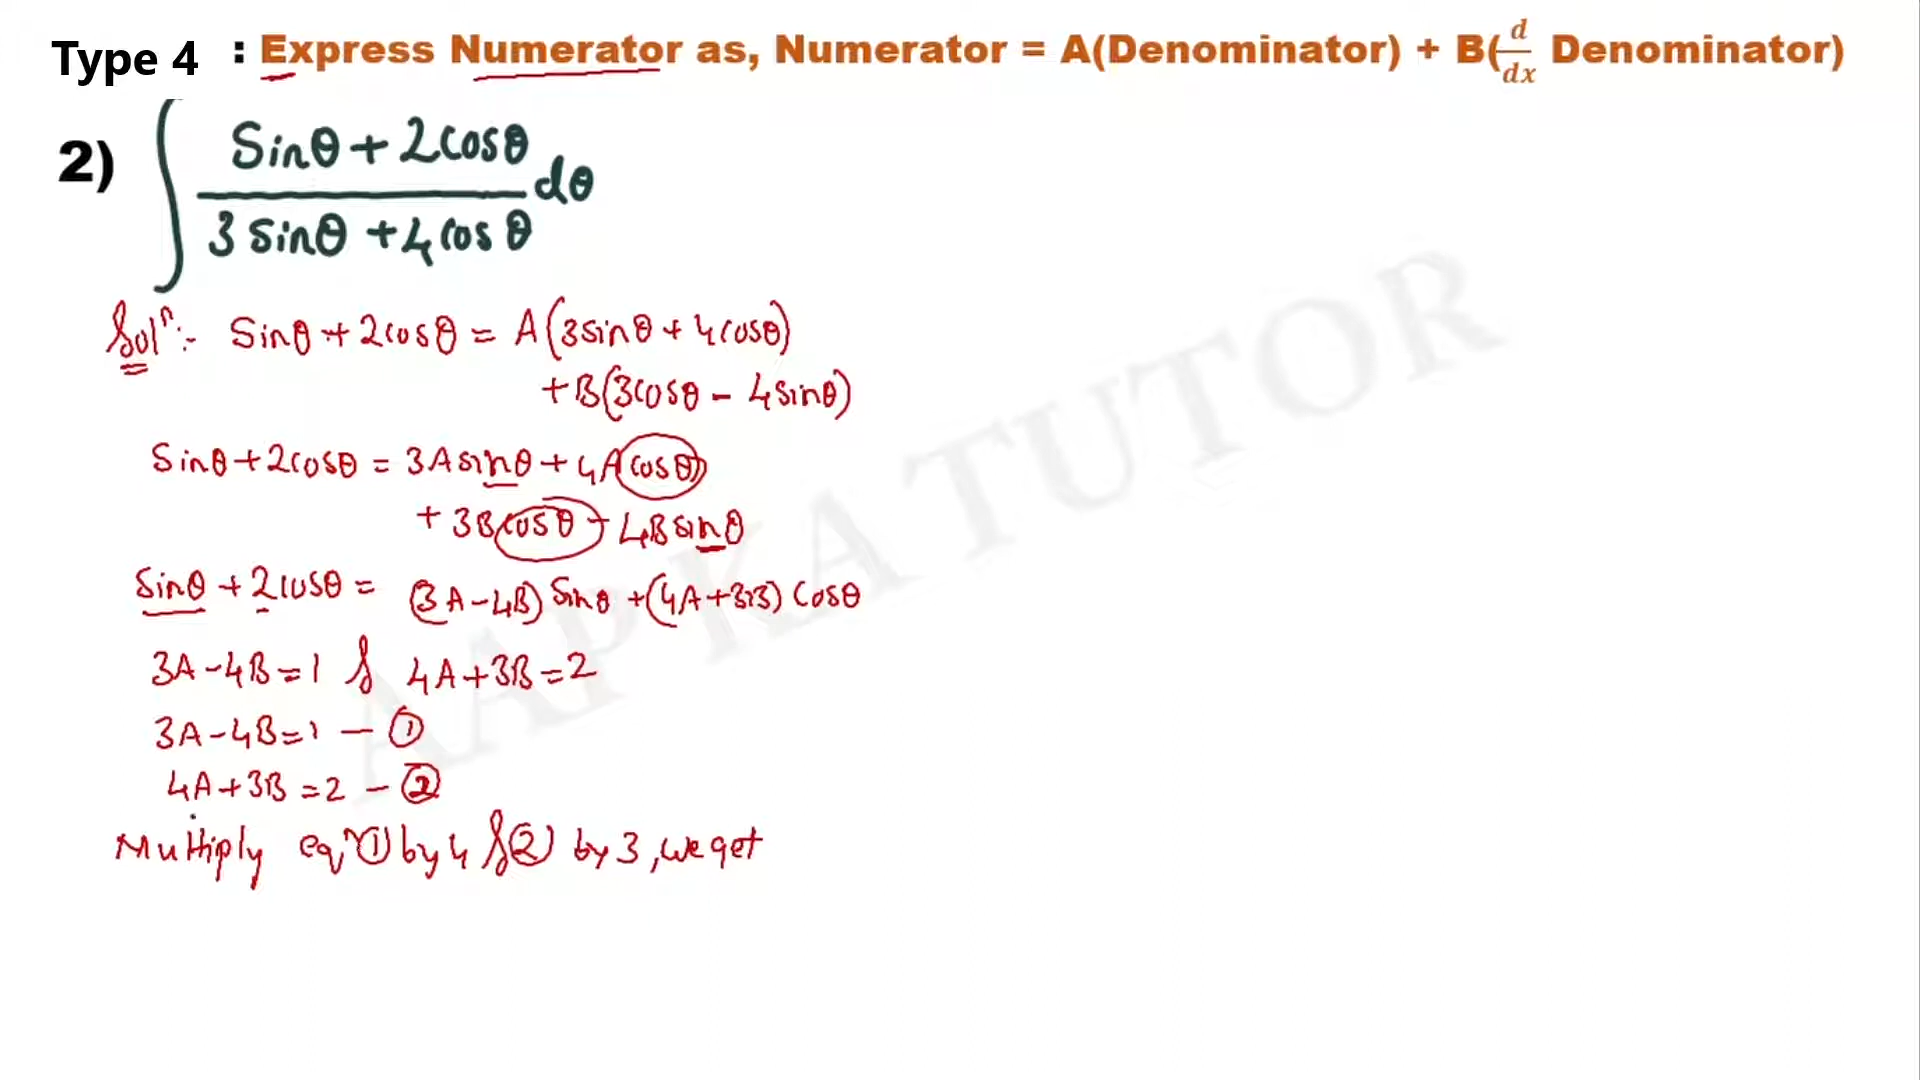 Type 4 : Express Numerator as, Numerator = A(Denominator) + B(d/dx Denominator)
2) ∫ (Sinθ + 2cosθ)/(3 sinθ + 4 cos θ) dθ
Solⁿ:- Sinθ + 2cosθ = A(3sinθ + 4cosθ)
+ B(3cosθ - 4sinθ)
Sinθ + 2cosθ = 3A sinθ + 4A cosθ
+ 3B cosθ - 4B sinθ
Sinθ + 2cosθ = (3A - 4B) Sinθ + (4A + 3B) Cosθ
3A - 4B = 1 & 4A + 3B = 2
3A - 4B = 1 — ①
4A + 3B = 2 — ②
Multiply eqⁿ ① by 4 & ② by 3, we get
AAP KA TUTOR